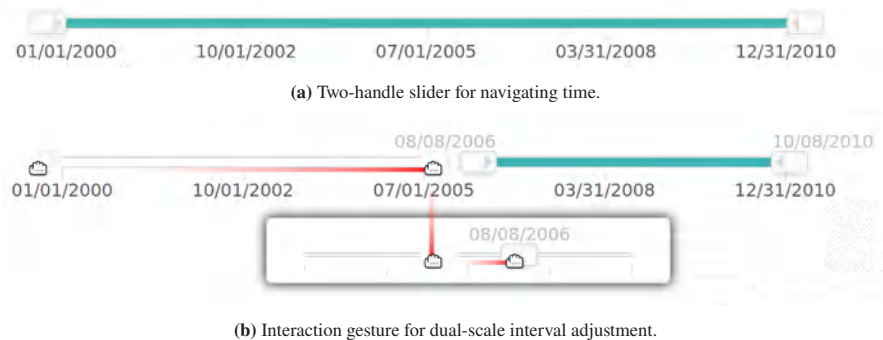 01/01/2000 10/01/2002 07/01/2005 03/31/2008 12/31/2010
(a) Two-handle slider for navigating time.
08/08/2006 10/08/2010
01/01/2000 10/01/2002 07/01/2005 03/31/2008 12/31/2010
08/08/2006
(b) Interaction gesture for dual-scale interval adjustment.